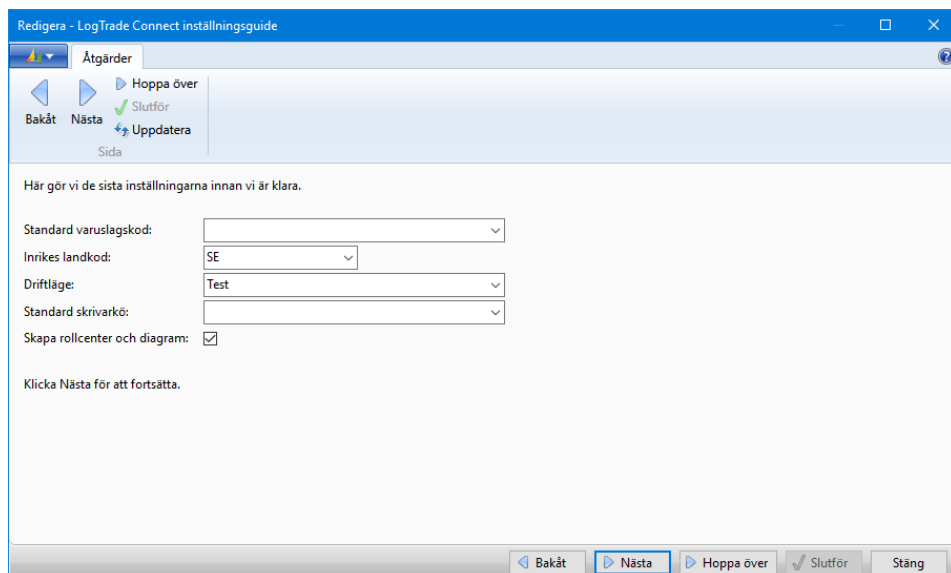 Redigera - LogTrade Connect inställningsguide
Åtgärder
Bakåt
Nästa
Hoppa över
Slutför
Uppdatera
Sida
Här gör vi de sista inställningarna innan vi är klara.
Standard varuslagskod:
Inrikes landkod: SE
Driftläge: Test
Standard skrivarkö:
Skapa rollcenter och diagram:
Klicka Nästa för att fortsätta.
Bakåt Nästa Hoppa över Slutför Stäng